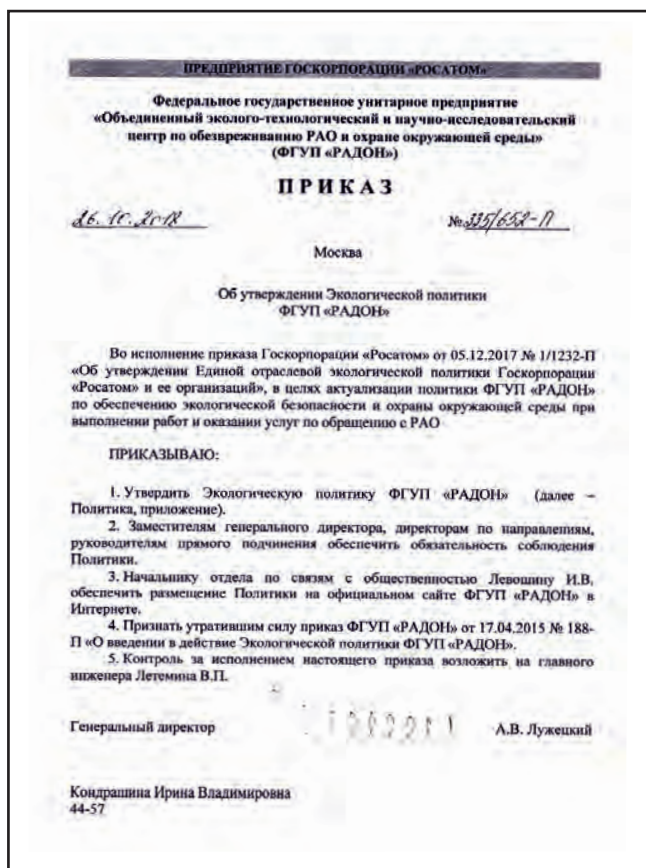 ПРЕДПРИЯТИЕ ГОСКОРПОРАЦИИ «РОСАТОМ»
Федеральное государственное унитарное предприятие
«Объединенный эколого-технологический и научно-исследовательский
центр по обезвреживанию РАО и охране окружающей среды»
(ФГУП «РАДОН»)
ПРИКАЗ
26.10.2018 № 335/652-П
Москва
Об утверждении Экологической политики
ФГУП «РАДОН»
Во исполнение приказа Госкорпорации «Росатом» от 05.12.2017 № 1/1232-П
«Об утверждении Единой отраслевой экологической политики Госкорпорации
«Росатом» и ее организаций», в целях актуализации политики ФГУП «РАДОН»
по обеспечению экологической безопасности и охраны окружающей среды при
выполнении работ и оказании услуг по обращению с РАО
ПРИКАЗЫВАЮ:
1. Утвердить Экологическую политику ФГУП «РАДОН» (далее –
Политика, приложение).
2. Заместителям генерального директора, директорам по направлениям,
руководителям прямого подчинения обеспечить обязательность соблюдения
Политики.
3. Начальнику отдела по связям с общественностью Левошину И.В.
обеспечить размещение Политики на официальном сайте ФГУП «РАДОН» в
Интернете.
4. Признать утратившим силу приказ ФГУП «РАДОН» от 17.04.2015 № 188-
П «О введении в действие Экологической политики ФГУП «РАДОН».
5. Контроль за исполнением настоящего приказа возложить на главного
инженера Летемина В.П.
Генеральный директор А.В. Лужецкий
Кондрашина Ирина Владимировна
44-57